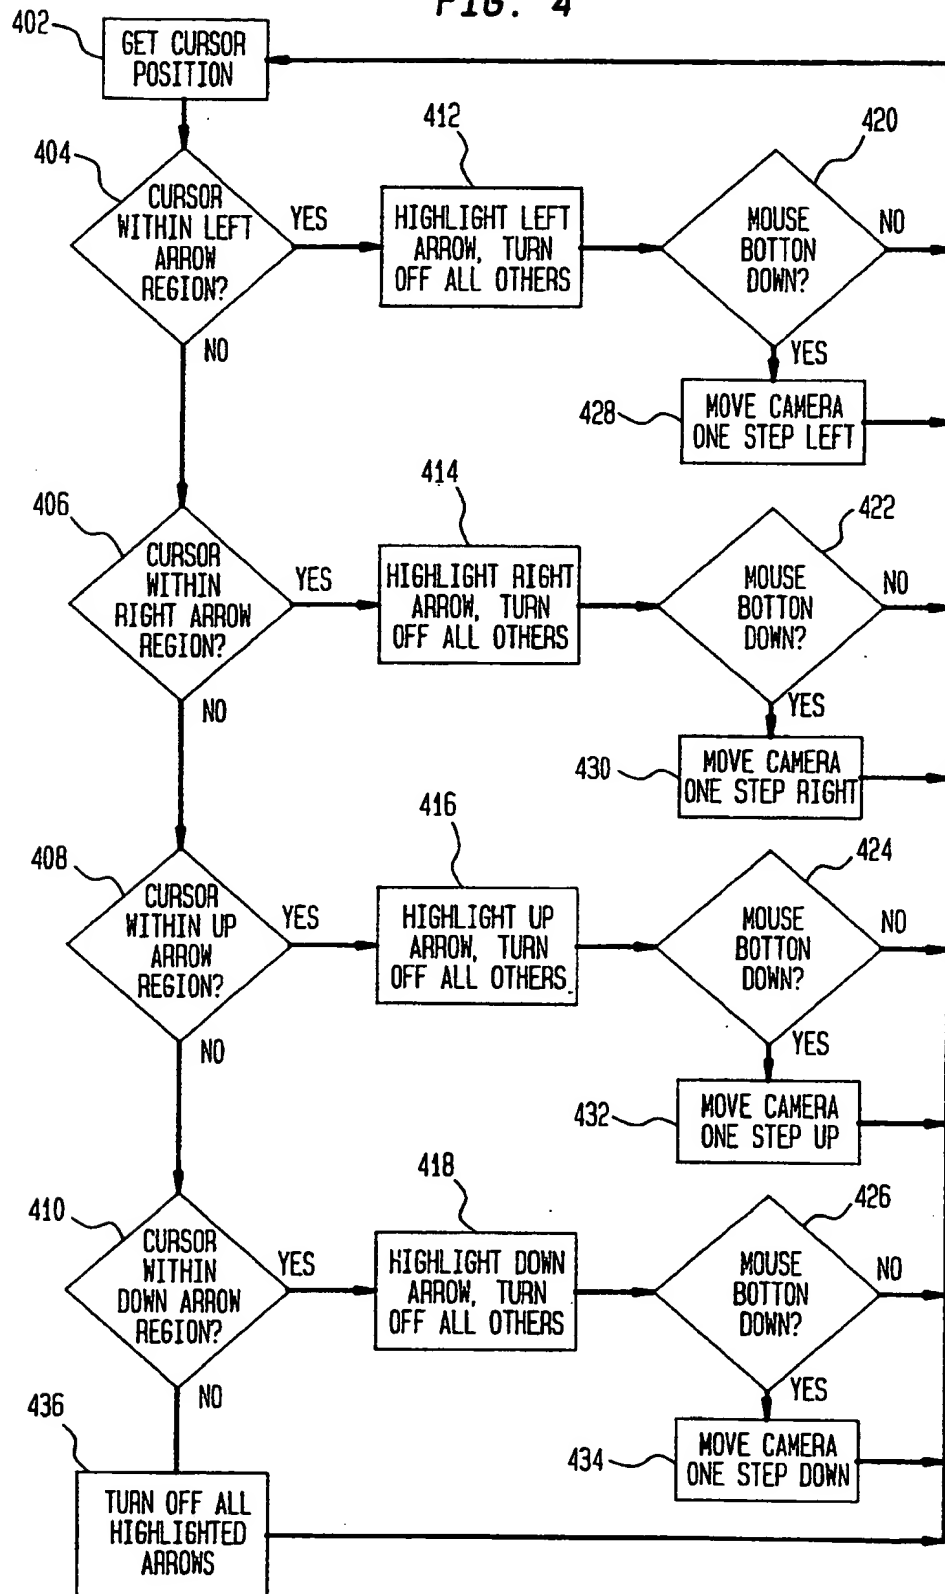 FIG. 4
402
GET CURSOR
POSITION
404
CURSOR
WITHIN LEFT
ARROW
REGION?
YES
NO
412
HIGHLIGHT LEFT
ARROW, TURN
OFF ALL OTHERS
420
MOUSE
BOTTON
DOWN?
NO
YES
428
MOVE CAMERA
ONE STEP LEFT
406
CURSOR
WITHIN
RIGHT ARROW
REGION?
YES
NO
414
HIGHLIGHT RIGHT
ARROW, TURN
OFF ALL OTHERS
422
MOUSE
BOTTON
DOWN?
NO
YES
430
MOVE CAMERA
ONE STEP RIGHT
408
CURSOR
WITHIN UP
ARROW
REGION?
YES
NO
416
HIGHLIGHT UP
ARROW, TURN
OFF ALL OTHERS
424
MOUSE
BOTTON
DOWN?
NO
YES
432
MOVE CAMERA
ONE STEP UP
410
CURSOR
WITHIN
DOWN ARROW
REGION?
YES
NO
418
HIGHLIGHT DOWN
ARROW, TURN
OFF ALL OTHERS
426
MOUSE
BOTTON
DOWN?
NO
YES
434
MOVE CAMERA
ONE STEP DOWN
436
TURN OFF ALL
HIGHLIGHTED
ARROWS